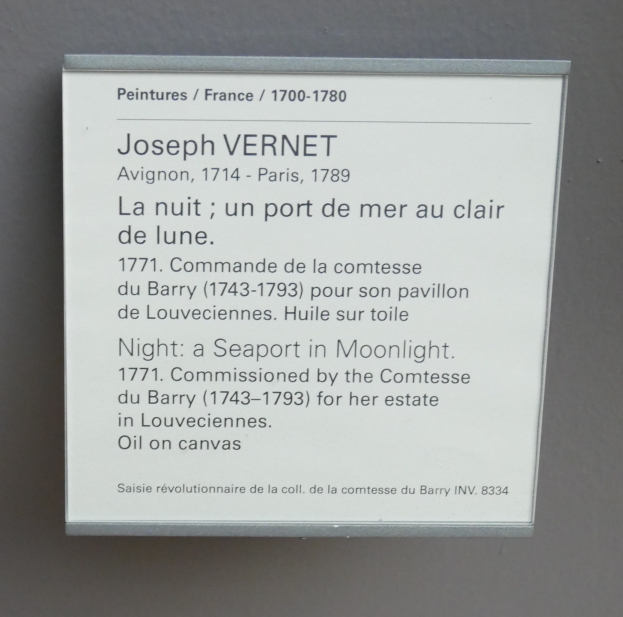 Peintures / France / 1700-1780
Joseph VERNET
Avignon, 1714 - Paris, 1789
La nuit ; un port de mer au clair
de lune.
1771. Commande de la comtesse
du Barry (1743-1793) pour son pavillon
de Louveciennes. Huile sur toile
Night: a Seaport in Moonlight.
1771. Commissioned by the Comtesse
du Barry (1743–1793) for her estate
in Louveciennes.
Oil on canvas
Saisie révolutionnaire de la coll. de la comtesse du Barry INV. 8334